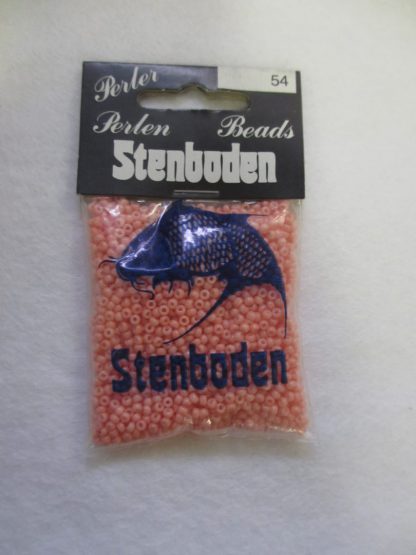 Perler
54
Perlen Beads
Stenboden
Stenboden